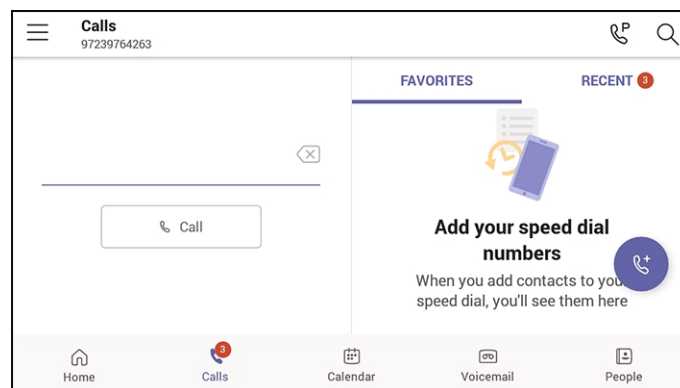 Calls
97239764263
P
FAVORITES
RECENT 3
Call
Add your speed dial
numbers
When you add contacts to your
speed dial, you'll see them here
3
Home
Calls
Calendar
Voicemail
People